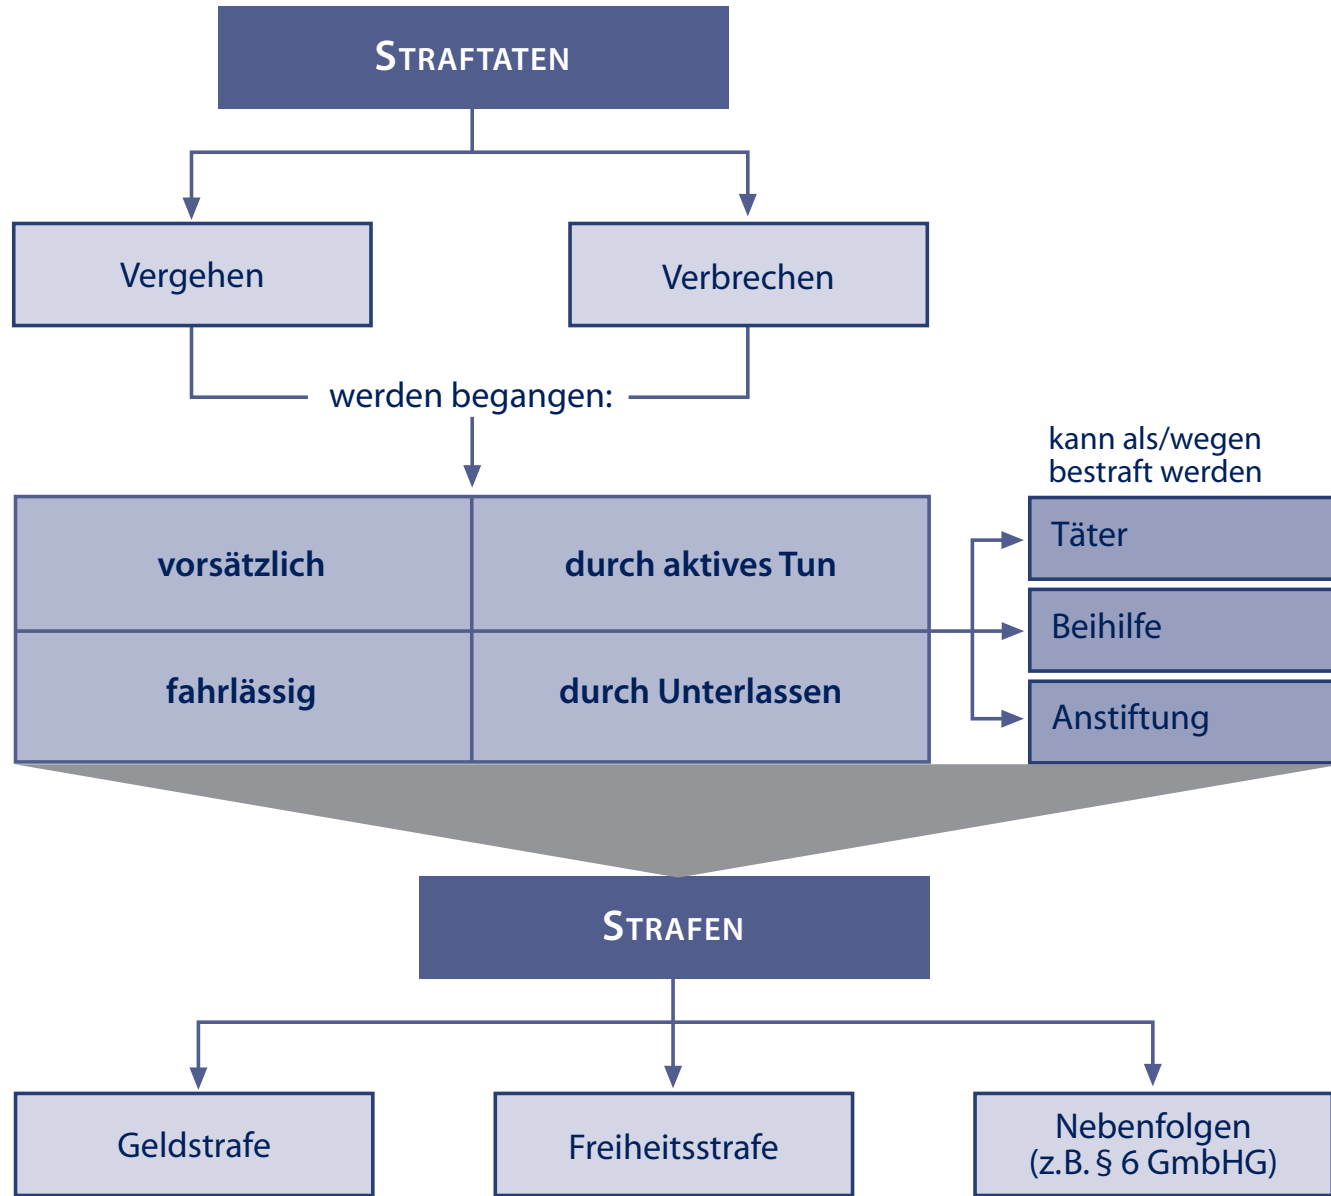 STRAFTATEN
Vergehen
Verbrechen
werden begangen:
kann als/wegen
bestraft werden
vorsätzlich
durch aktives Tun
fahrlässig
durch Unterlassen
Täter
Beihilfe
Anstiftung
STRAFEN
Geldstrafe
Freiheitsstrafe
Nebenfolgen
(z.B. § 6 GmbHG)